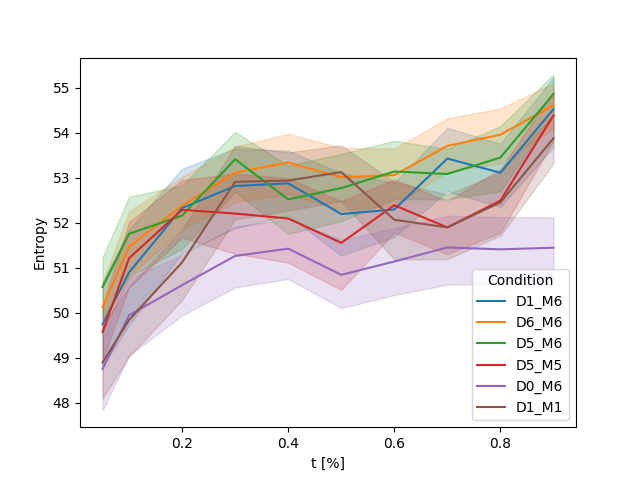 55
54
53
52
51
50
49
48
Entropy
0.2
0.4
0.6
0.8
t [%]
Condition
D1_M6
D6_M6
D5_M6
D5_M5
D0_M6
D1_M1